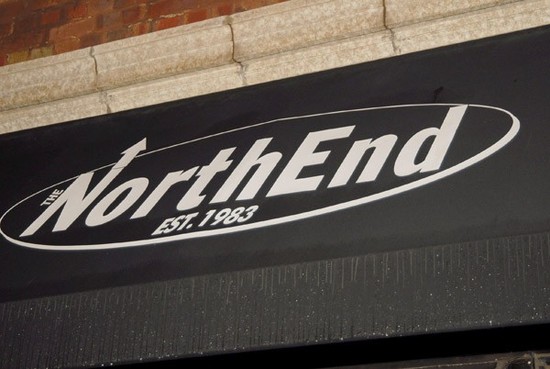 THE
NorthEnd
EST. 1983